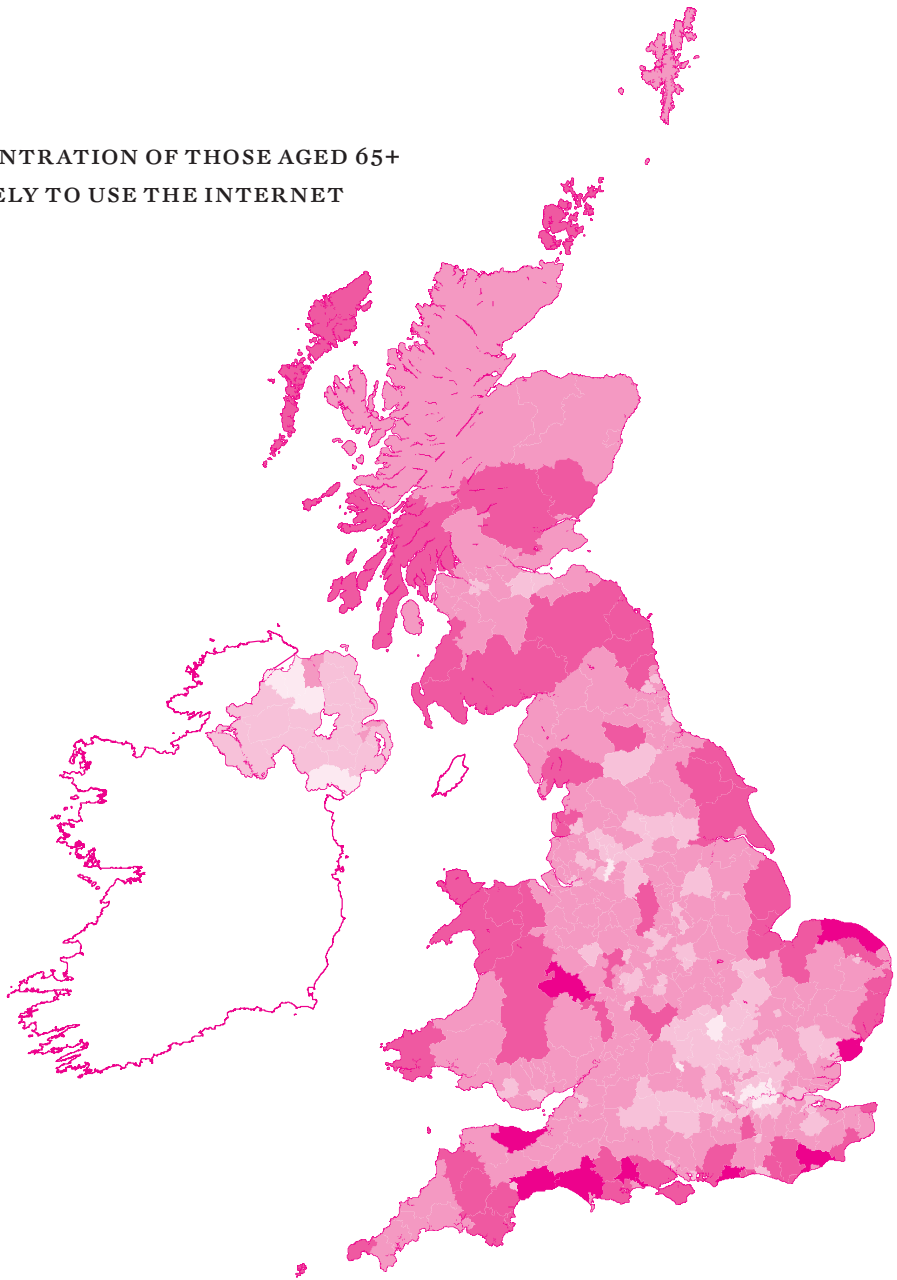 NTRATION OF THOSE AGED 65+
ELY TO USE THE INTERNET